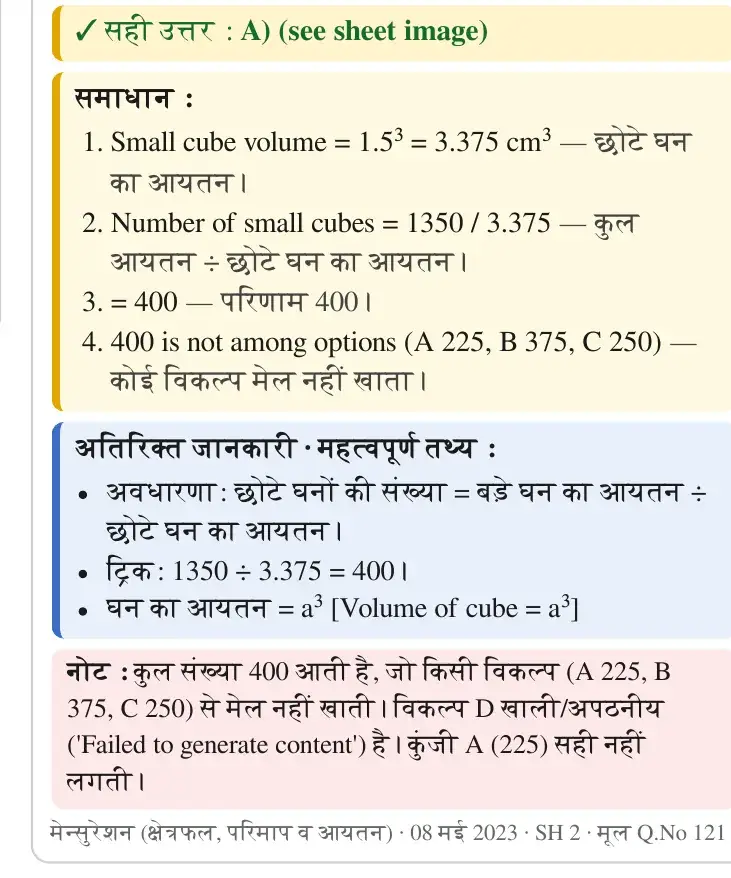 ✓ सही उत्तर : A) (see sheet image)
समाधान :
1. Small cube volume = 1.5³ = 3.375 cm³ — छोटे घन
का आयतन।
2. Number of small cubes = 1350 / 3.375 — कुल
आयतन ÷ छोटे घन का आयतन।
3. = 400 — परिणाम 400।
4. 400 is not among options (A 225, B 375, C 250) —
कोई विकल्प मेल नहीं खाता।
अतिरिक्त जानकारी · महत्वपूर्ण तथ्य :
• अवधारणा : छोटे घनों की संख्या = बड़े घन का आयतन ÷
छोटे घन का आयतन।
• ट्रिक : 1350 ÷ 3.375 = 400।
• घन का आयतन = a³ [Volume of cube = a³]
नोट : कुल संख्या 400 आती है, जो किसी विकल्प (A 225, B
375, C 250) से मेल नहीं खाती। विकल्प D खाली/अपठनीय
('Failed to generate content') है। कुंजी A (225) सही नहीं
लगती।
मेन्सुरेशन (क्षेत्रफल, परिमाप व आयतन) · 08 मई 2023 · SH 2 · मूल Q.No 121